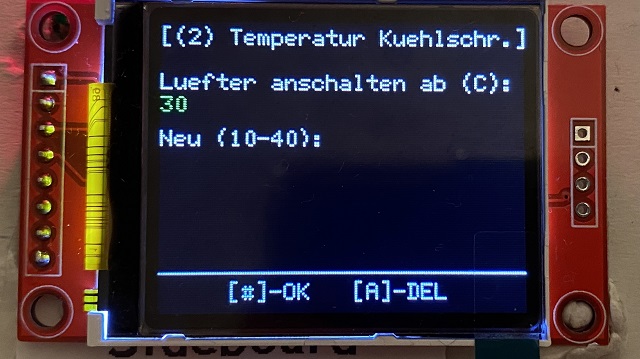 [(2) Temperatur Kuehlschr.]
Luefter anschalten ab (C):
30
Neu (10-40):
[#]-OK [A]-DEL